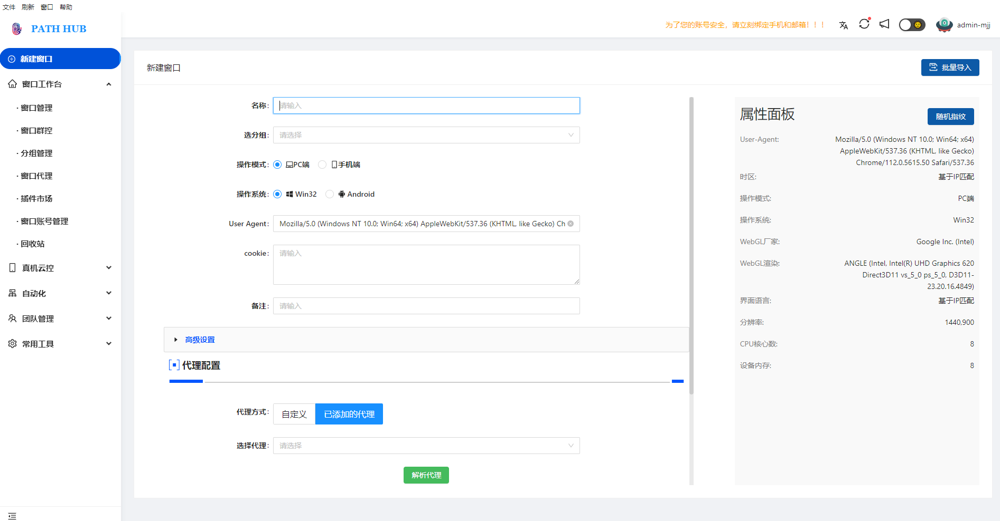 文件 刷新 窗口 帮助
PATH HUB
为了您的账号安全，请立刻绑定手机和邮箱！！！
admin-mjj
新建窗口
窗口工作台
· 窗口管理
· 窗口群控
· 分组管理
· 窗口代理
· 插件市场
· 窗口账号管理
· 回收站
真机云控
自动化
团队管理
常用工具
新建窗口
批量导入
名称: 请输入
选分组: 请选择
操作模式: PC端 手机端
操作系统: Win32 Android
User Agent: Mozilla/5.0 (Windows NT 10.0; Win64; x64) AppleWebKit/537.36 (KHTML, like Gecko) Ch
cookie: 请输入
备注: 请输入
高级设置
代理配置
代理方式: 自定义 已添加的代理
选择代理: 请选择
解析代理
属性面板
随机指纹
User-Agent: Mozilla/5.0 (Windows NT 10.0; Win64; x64)
AppleWebKit/537.36 (KHTML, like Gecko)
Chrome/112.0.5615.50 Safari/537.36
时区: 基于IP匹配
操作模式: PC端
操作系统: Win32
WebGL厂家: Google Inc. (Intel)
WebGL渲染: ANGLE (Intel, Intel(R) UHD Graphics 620
Direct3D11 vs_5_0 ps_5_0, D3D11-
23.20.16.4849)
界面语言: 基于IP匹配
分辨率: 1440,900
CPU核心数: 8
设备内存: 8